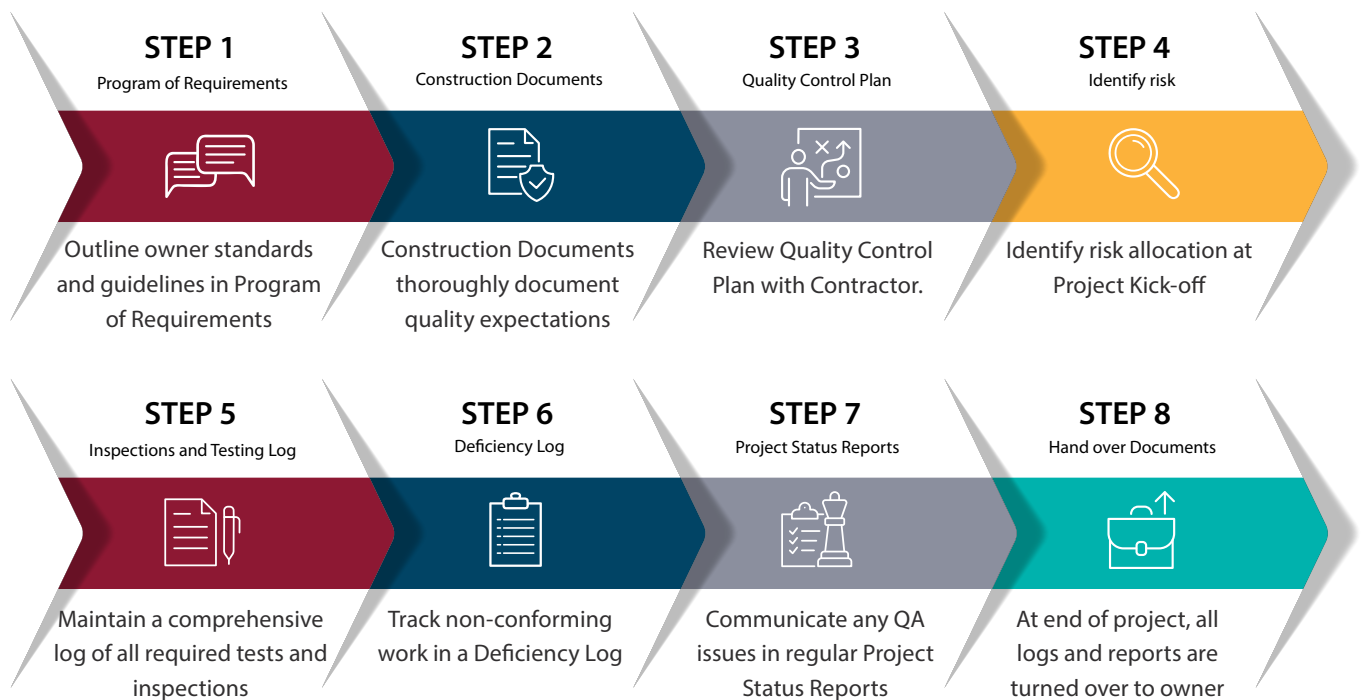 STEP 1
Program of Requirements
Outline owner standards
and guidelines in Program
of Requirements
STEP 2
Construction Documents
Construction Documents
thoroughly document
quality expectations
STEP 3
Quality Control Plan
Review Quality Control
Plan with Contractor.
STEP 4
Identify risk
Identify risk allocation at
Project Kick-off
STEP 5
Inspections and Testing Log
Maintain a comprehensive
log of all required tests and
inspections
STEP 6
Deficiency Log
Track non-conforming
work in a Deficiency Log
STEP 7
Project Status Reports
Communicate any QA
issues in regular Project
Status Reports
STEP 8
Hand over Documents
At end of project, all
logs and reports are
turned over to owner